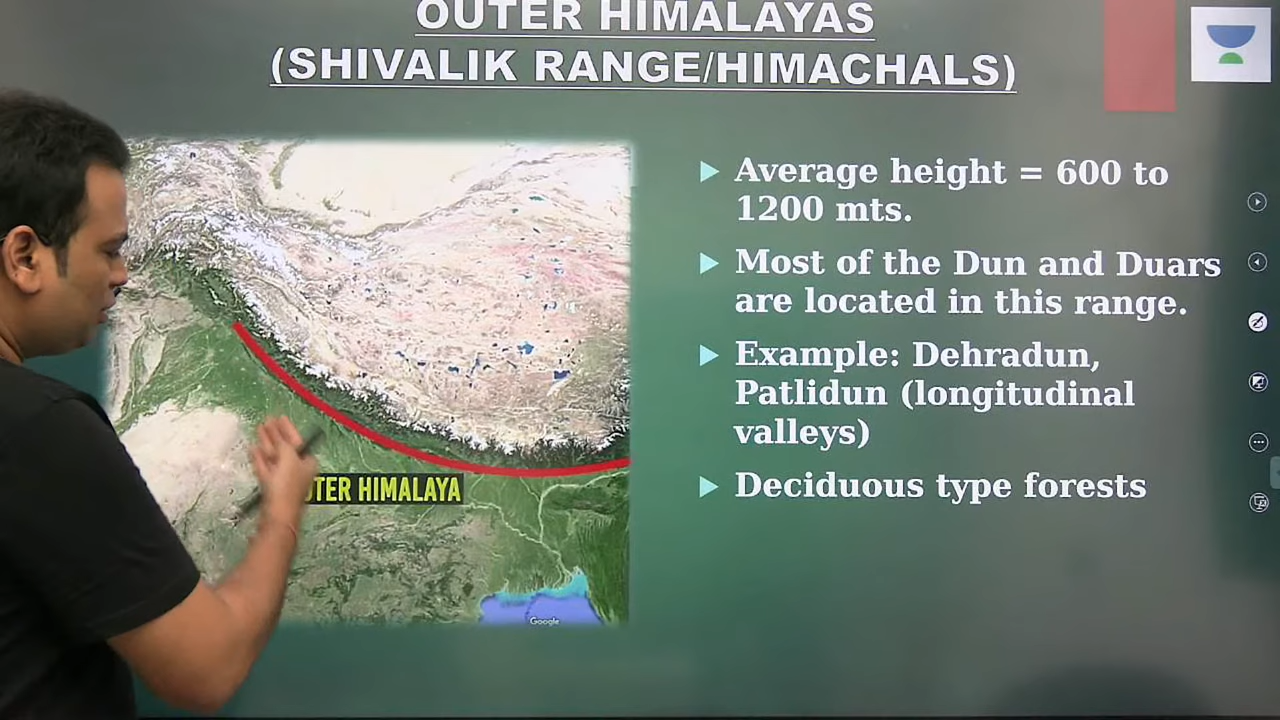 OUTER HIMALAYAS
(SHIVALIK RANGE/HIMACHALS)
Average height = 600 to
1200 mts.
Most of the Dun and Duars
are located in this range.
Example: Dehradun,
Patlidun (longitudinal
valleys)
Deciduous type forests
UTER HIMALAYA
Google